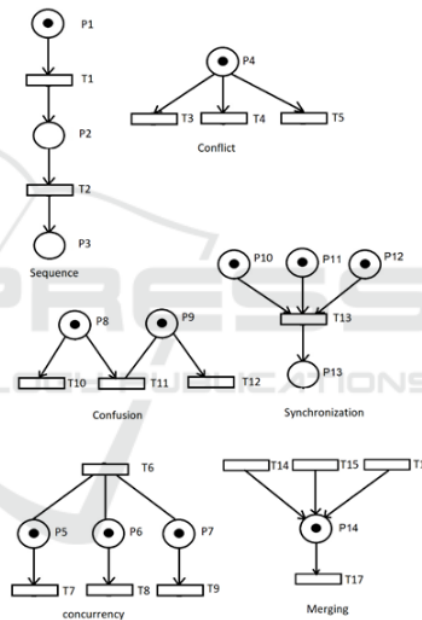 P1
T1
P2
T2
P3
Sequence
P4
T3 T4 T5
Conflict
P8 P9
T10 T11 T12
Confusion
P10 P11 P12
T13
P13
Synchronization
T6
P5 P6 P7
T7 T8 T9
concurrency
T14 T15
P14
T17
Merging